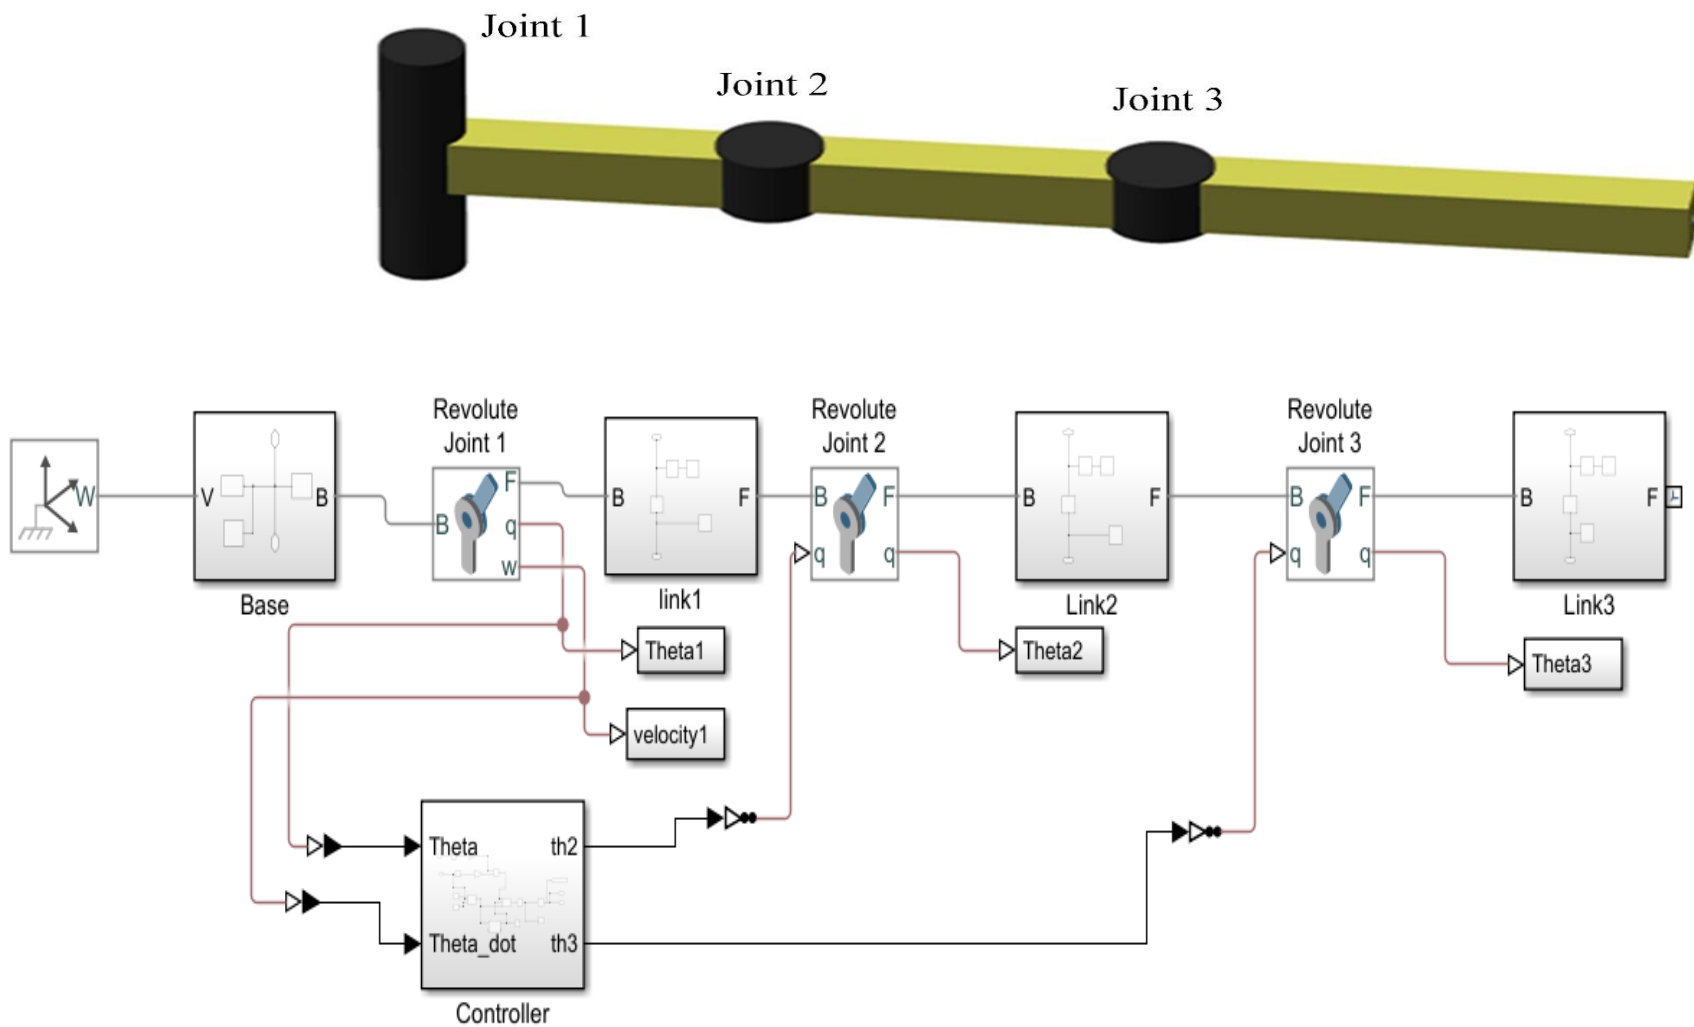 Joint 1
Joint 2
Joint 3
Revolute
Joint 1
Revolute
Joint 2
Revolute
Joint 3
W
V
B
B
F
q
w
B
F
B
q
F
q
B
F
B
q
F
q
B
F
Base
link1
Link2
Link3
Theta1
Theta2
Theta3
velocity1
Theta
th2
Theta_dot
th3
Controller